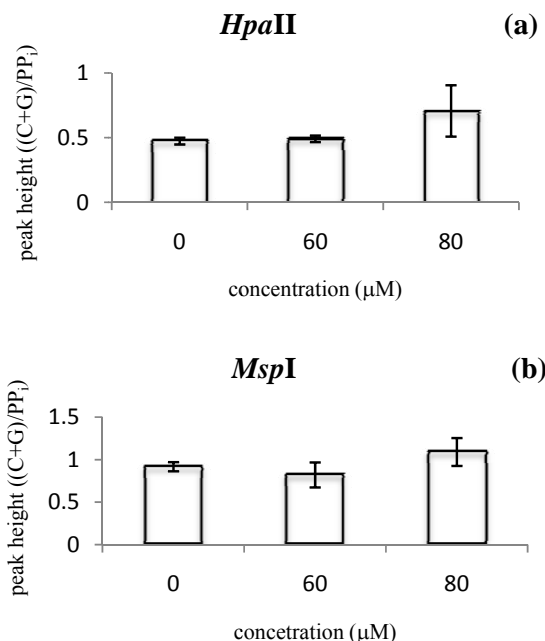 HpaII (a)
peak height ((C+G)/PPi)
1
0.5
0
0 60 80
concentration (μM)
MspI (b)
peak height ((C+G)/PPi)
1.5
1
0.5
0
0 60 80
concetration (μM)